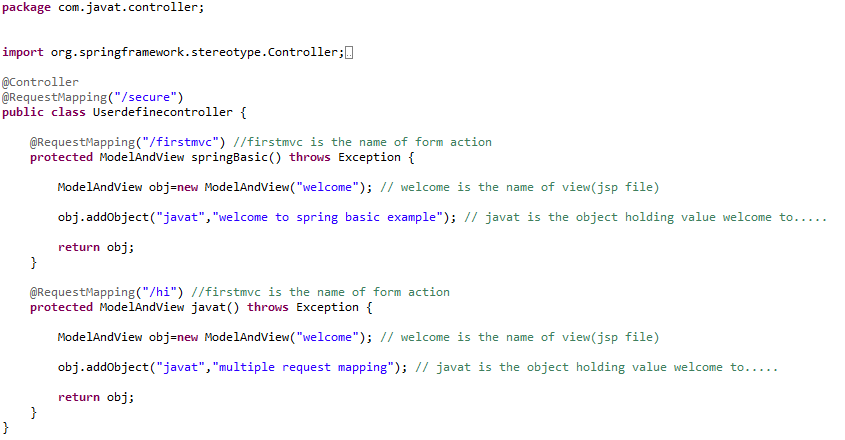 package com.javat.controller;
import org.springframework.stereotype.Controller;
@Controller
@RequestMapping("/secure")
public class Userdefinecontroller {
@RequestMapping("/firstmvc") //firstmvc is the name of form action
protected ModelAndView springBasic() throws Exception {
ModelAndView obj=new ModelAndView("welcome"); // welcome is the name of view(jsp file)
obj.addObject("javat","welcome to spring basic example"); // javat is the object holding value welcome to.....
return obj;
}
@RequestMapping("/hi") //firstmvc is the name of form action
protected ModelAndView javat() throws Exception {
ModelAndView obj=new ModelAndView("welcome"); // welcome is the name of view(jsp file)
obj.addObject("javat","multiple request mapping"); // javat is the object holding value welcome to.....
return obj;
}
}